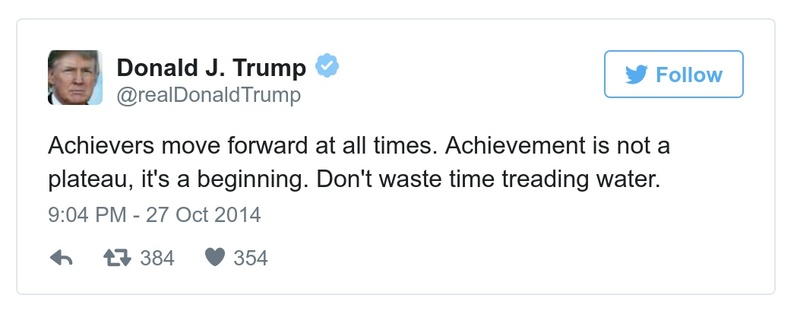 Donald J. Trump
@realDonaldTrump
Follow
Achievers move forward at all times. Achievement is not a
plateau, it's a beginning. Don't waste time treading water.
9:04 PM - 27 Oct 2014
384 354